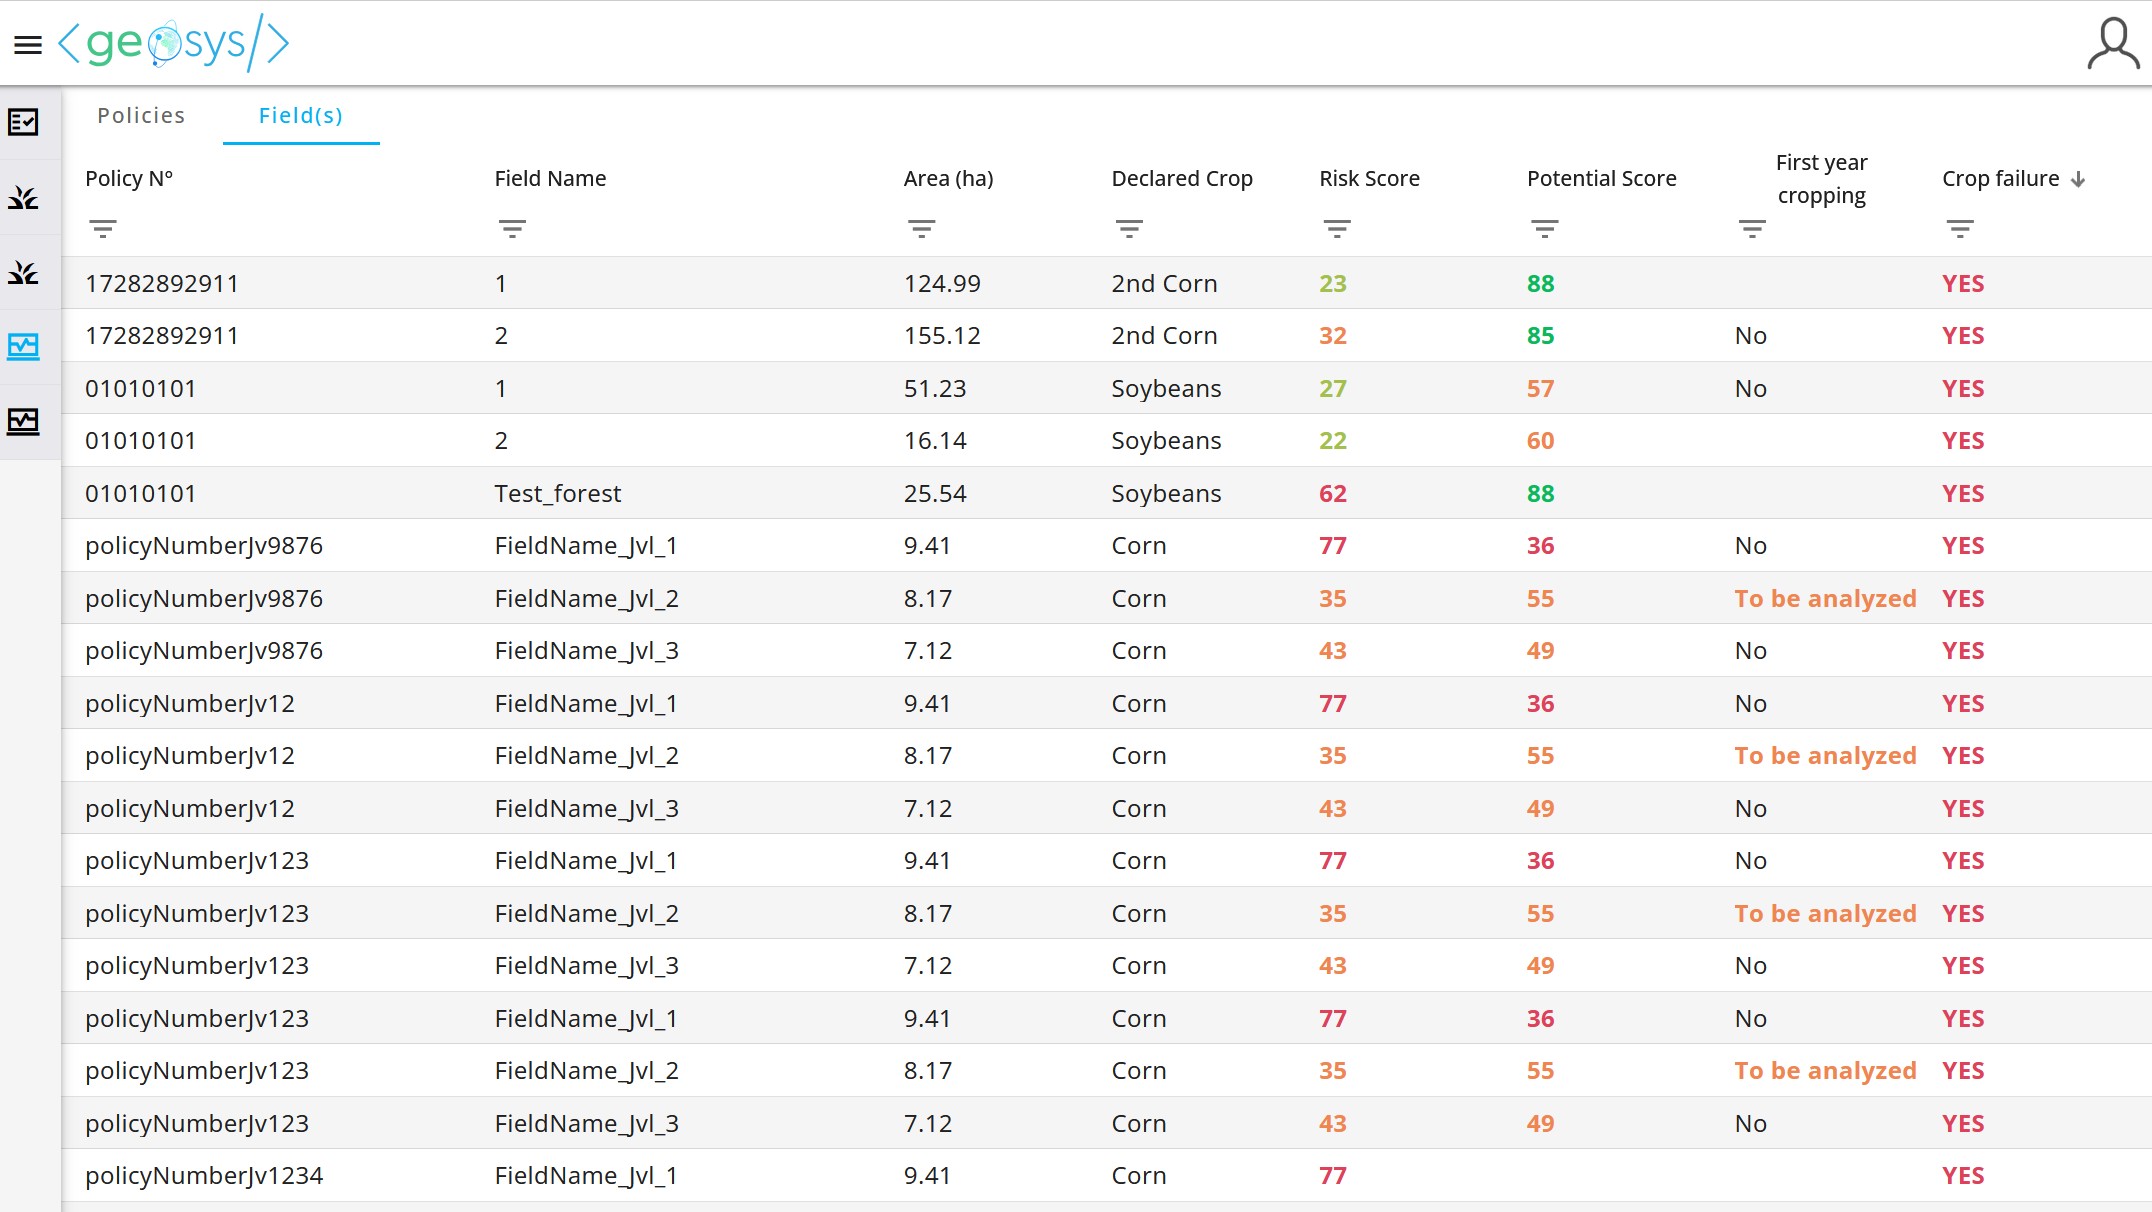 <geosys/>
Policies Field(s)
Policy N° Field Name Area (ha) Declared Crop Risk Score Potential Score First year cropping Crop failure
17282892911 1 124.99 2nd Corn 23 88 YES
17282892911 2 155.12 2nd Corn 32 85 No YES
01010101 1 51.23 Soybeans 27 57 No YES
01010101 2 16.14 Soybeans 22 60 YES
01010101 Test_forest 25.54 Soybeans 62 88 YES
policyNumberJv9876 FieldName_Jvl_1 9.41 Corn 77 36 No YES
policyNumberJv9876 FieldName_Jvl_2 8.17 Corn 35 55 To be analyzed YES
policyNumberJv9876 FieldName_Jvl_3 7.12 Corn 43 49 No YES
policyNumberJv12 FieldName_Jvl_1 9.41 Corn 77 36 No YES
policyNumberJv12 FieldName_Jvl_2 8.17 Corn 35 55 To be analyzed YES
policyNumberJv12 FieldName_Jvl_3 7.12 Corn 43 49 No YES
policyNumberJv123 FieldName_Jvl_1 9.41 Corn 77 36 No YES
policyNumberJv123 FieldName_Jvl_2 8.17 Corn 35 55 To be analyzed YES
policyNumberJv123 FieldName_Jvl_3 7.12 Corn 43 49 No YES
policyNumberJv123 FieldName_Jvl_1 9.41 Corn 77 36 No YES
policyNumberJv123 FieldName_Jvl_2 8.17 Corn 35 55 To be analyzed YES
policyNumberJv123 FieldName_Jvl_3 7.12 Corn 43 49 No YES
policyNumberJv1234 FieldName_Jvl_1 9.41 Corn 77 YES